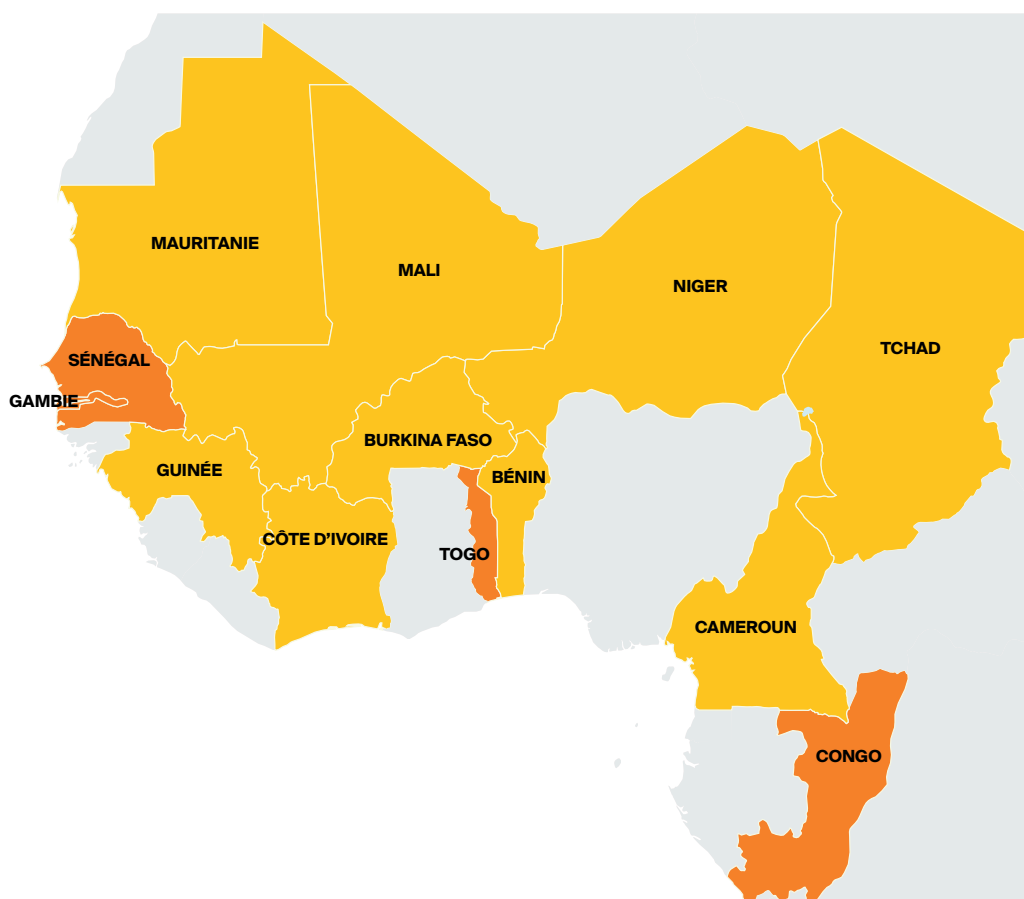 MAURITANIE
MALI
NIGER
TCHAD
SÉNÉGAL
GAMBIE
BURKINA FASO
GUINÉE
BÉNIN
CÔTE D'IVOIRE
TOGO
CAMEROUN
CONGO